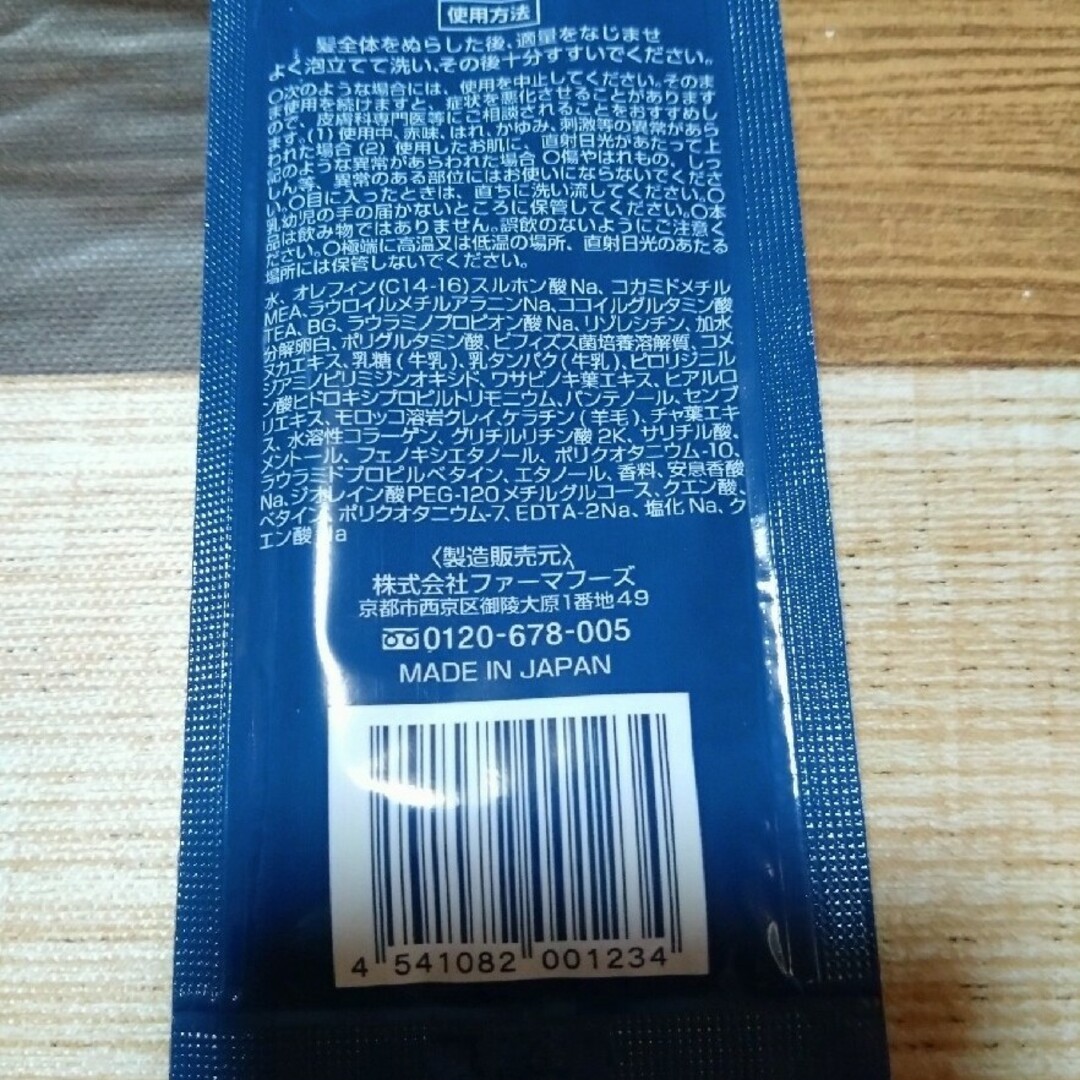 使用方法
髪全体をぬらした後、適量をなじませ
よく泡立てて洗い、その後十分すすいでください。
〇次のような場合には、使用を中止してください。そのま
ま使用を続けますと、症状を悪化させることがあります
ので、皮膚科専門医等にご相談されることをおすすめし
ます。(1) 使用中、赤味、はれ、かゆみ、刺激等の異常があら
われた場合 (2) 使用したお肌に、直射日光があたって上
記のような異常があらわれた場合 〇傷やはれもの、しっ
しん等、異常のある部位にはお使いにならないでくださ
い。〇目に入ったときは、直ちに洗い流してください。〇
乳幼児の手の届かないところに保管してください。〇本
品は飲み物ではありません。誤飲のないようにご注意く
ださい。〇極端に高温又は低温の場所、直射日光のあたる
場所には保管しないでください。
水、オレフィン(C14-16)スルホン酸Na、コカミドメチル
MEA、ラウロイルメチルアラニンNa、ココイルグルタミン酸
TEA、BG、ラウラミノプロピオン酸Na、リゾレシチン、加水
分解卵白、ポリグルタミン酸、ビフィズス菌培養溶解質、コメ
ヌカエキス、乳糖(牛乳)、乳タンパク(牛乳)、ピロリジニル
ジアミノピリミジンオキシド、ワサビノキ葉エキス、ヒアルロ
ン酸ヒドロキシプロピルトリモニウム、パンテノール、センブ
リエキス、モロッコ溶岩クレイ、ケラチン(羊毛)、チャ葉エキ
ス、水溶性コラーゲン、グリチルリチン酸2K、サリチル酸、
メントール、フェノキシエタノール、ポリクオタニウム-10、
ラウラミドプロピルベタイン、エタノール、香料、安息香酸
Na、ジオレイン酸PEG-120メチルグルコース、クエン酸、
ベタイン、ポリクオタニウム-7、EDTA-2Na、塩化Na、ク
エン酸Na
〈製造販売元〉
株式会社ファーマフーズ
京都市西京区御陵大原1番地49
0120-678-005
MADE IN JAPAN
4 541082 001234